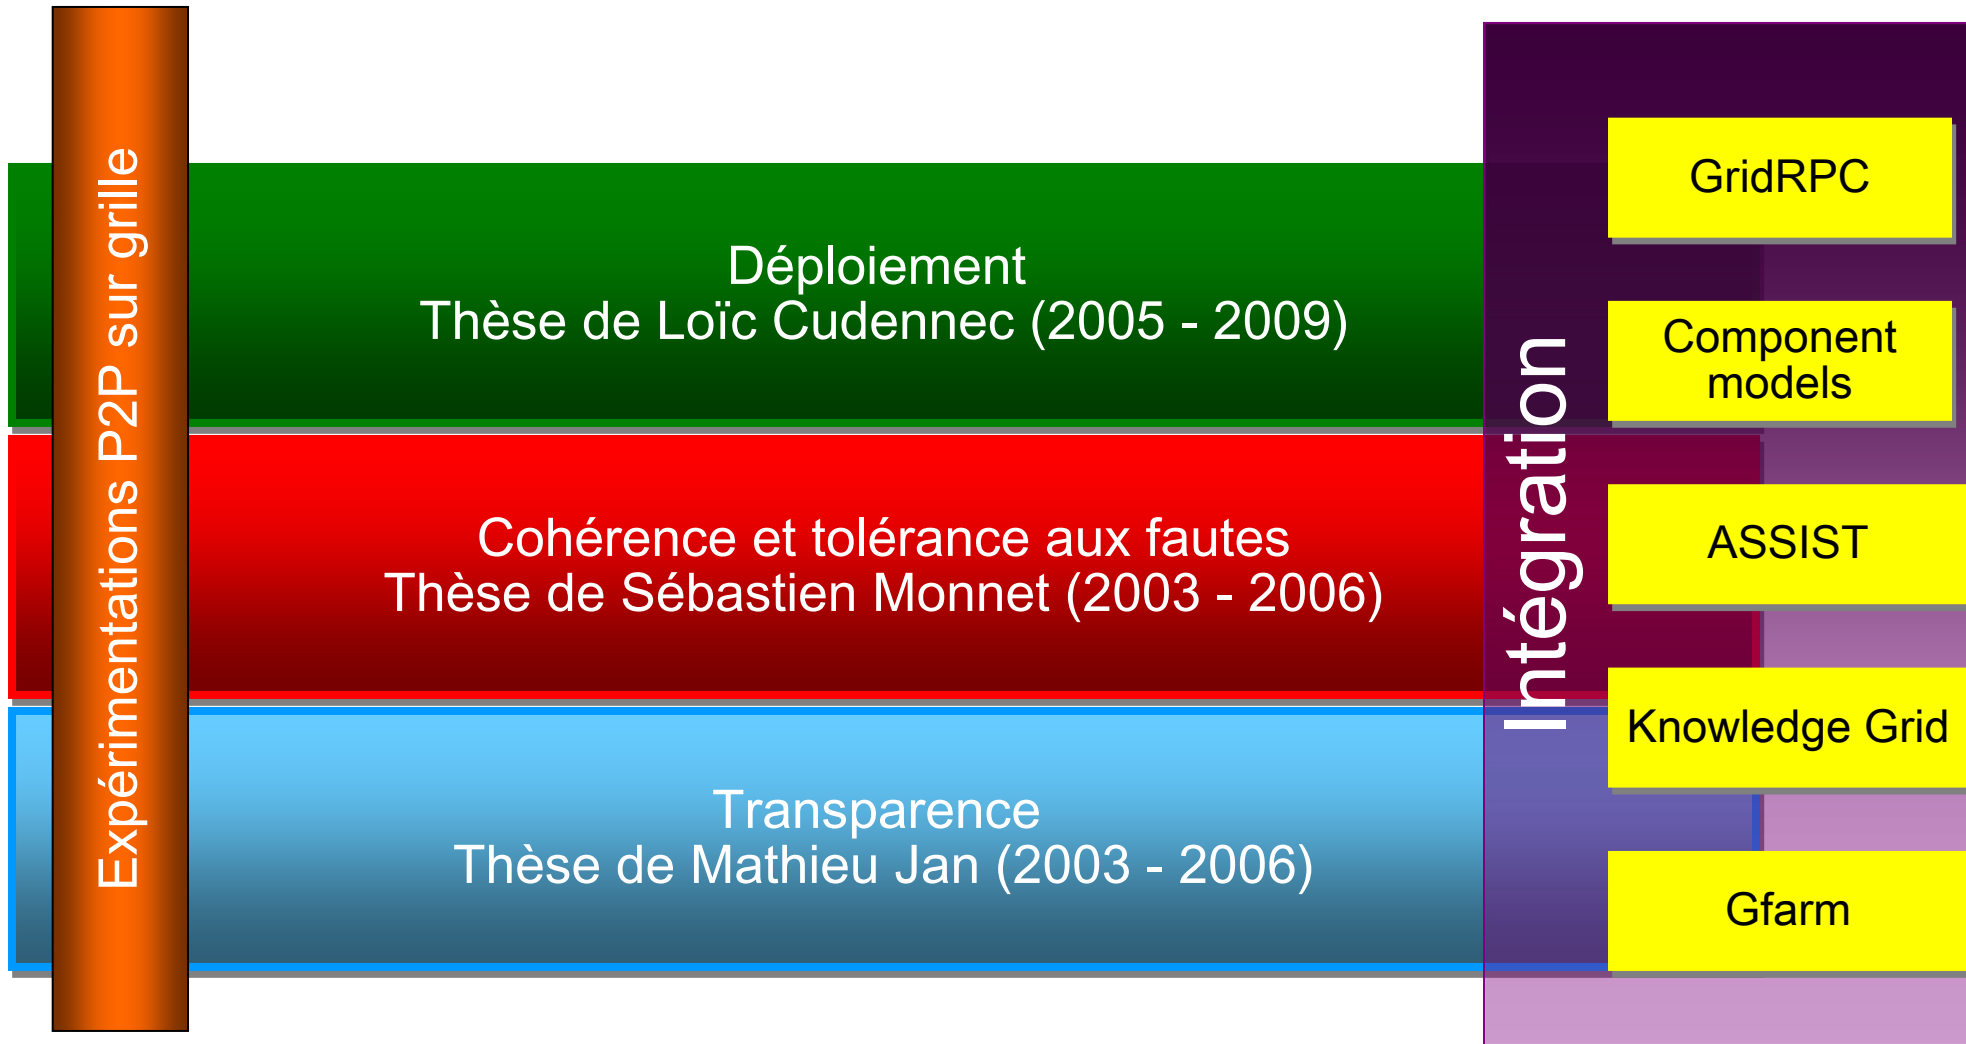 Expérimentations P2P sur grille
Déploiement
Thèse de Loïc Cudennec (2005 - 2009)
Cohérence et tolérance aux fautes
Thèse de Sébastien Monnet (2003 - 2006)
Transparence
Thèse de Mathieu Jan (2003 - 2006)
Intégration
GridRPC
Component
models
ASSIST
Knowledge Grid
Gfarm